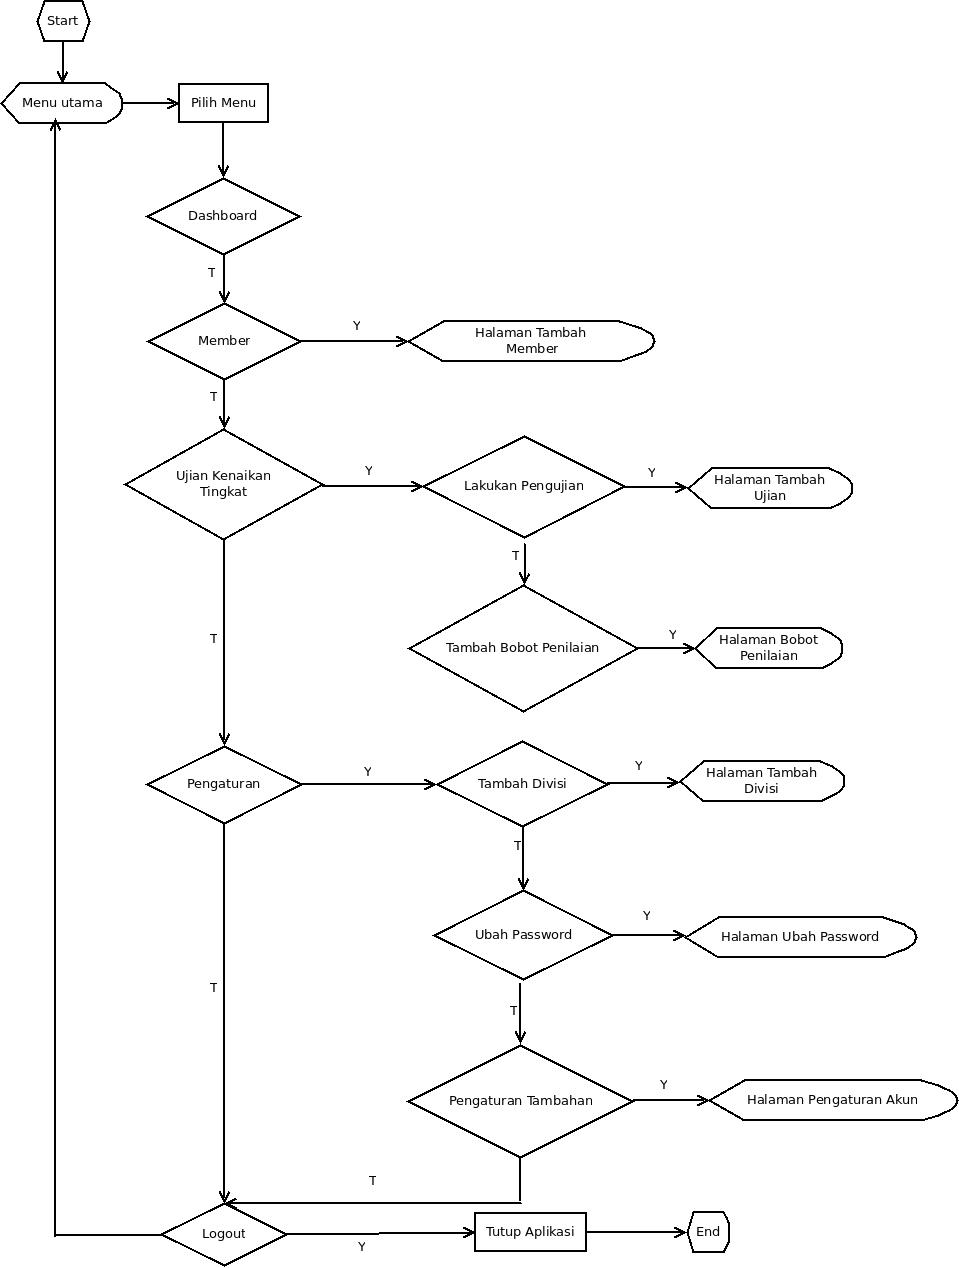 Start
Menu utama
Pilih Menu
Dashboard
T
Member
Y
Halaman Tambah
Member
T
Ujian Kenaikan
Tingkat
Y
Lakukan Pengujian
Y
Halaman Tambah
Ujian
T
Tambah Bobot Penilaian
Y
Halaman Bobot
Penilaian
T
Pengaturan
Y
Tambah Divisi
Y
Halaman Tambah
Divisi
T
Ubah Password
Y
Halaman Ubah Password
T
T
Pengaturan Tambahan
Y
Halaman Pengaturan Akun
T
Logout
Y
Tutup Aplikasi
End